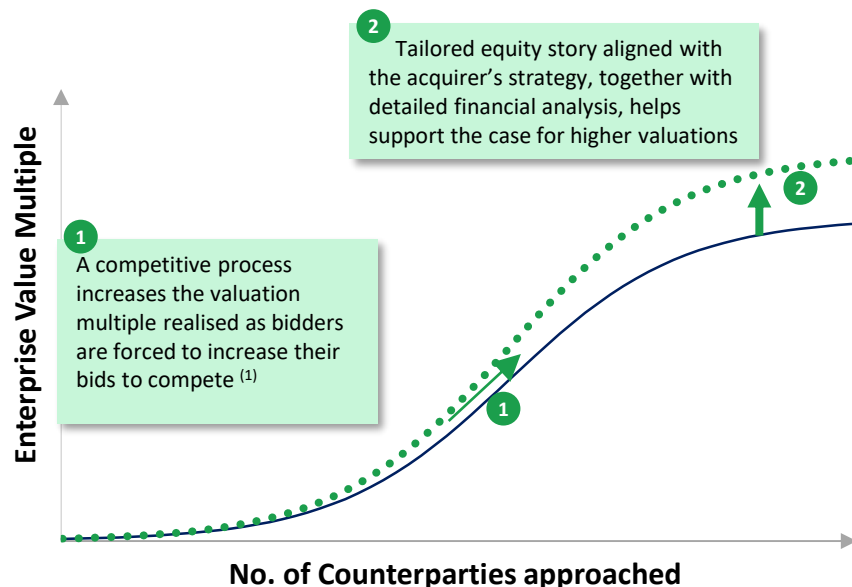 2
Tailored equity story aligned with
the acquirer's strategy, together with
detailed financial analysis, helps
support the case for higher valuations
Enterprise Value Multiple
1
A competitive process
increases the valuation
multiple realised as bidders
are forced to increase their
bids to compete (1)
2
1
No. of Counterparties approached